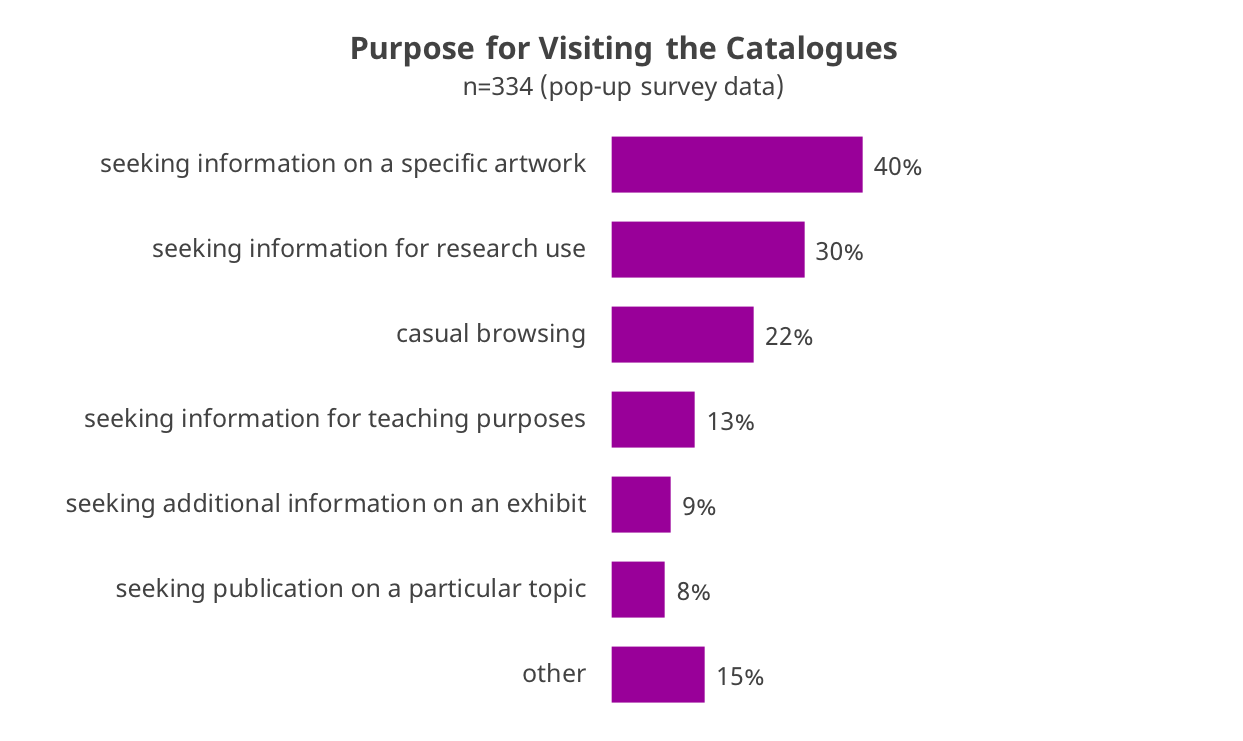 Purpose for Visiting the Catalogues
n=334 (pop-up survey data)
seeking information on a specific artwork 40%
seeking information for research use 30%
casual browsing 22%
seeking information for teaching purposes 13%
seeking additional information on an exhibit 9%
seeking publication on a particular topic 8%
other 15%